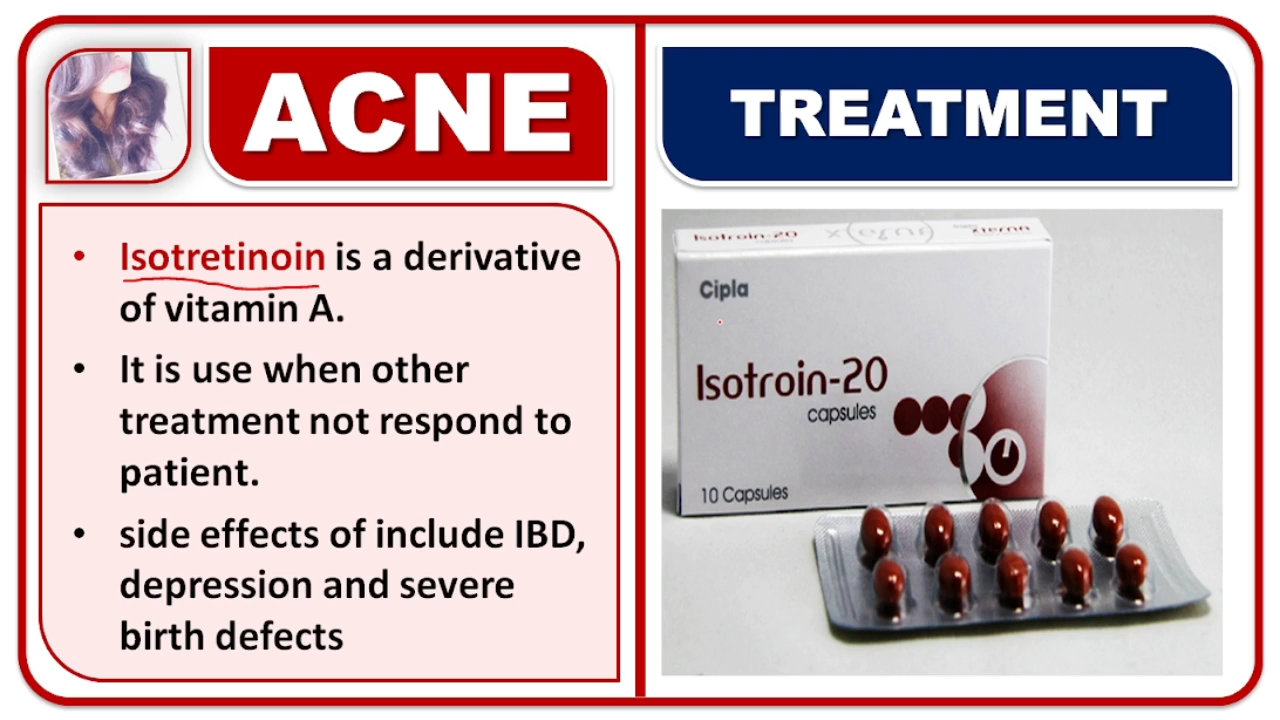 ACNE
TREATMENT
• Isotretinoin is a derivative
of vitamin A.
• It is use when other
treatment not respond to
patient.
• side effects of include IBD,
depression and severe
birth defects
Isotroin-20
capsules
Cipla
Isotroin-20
capsules
10 Capsules